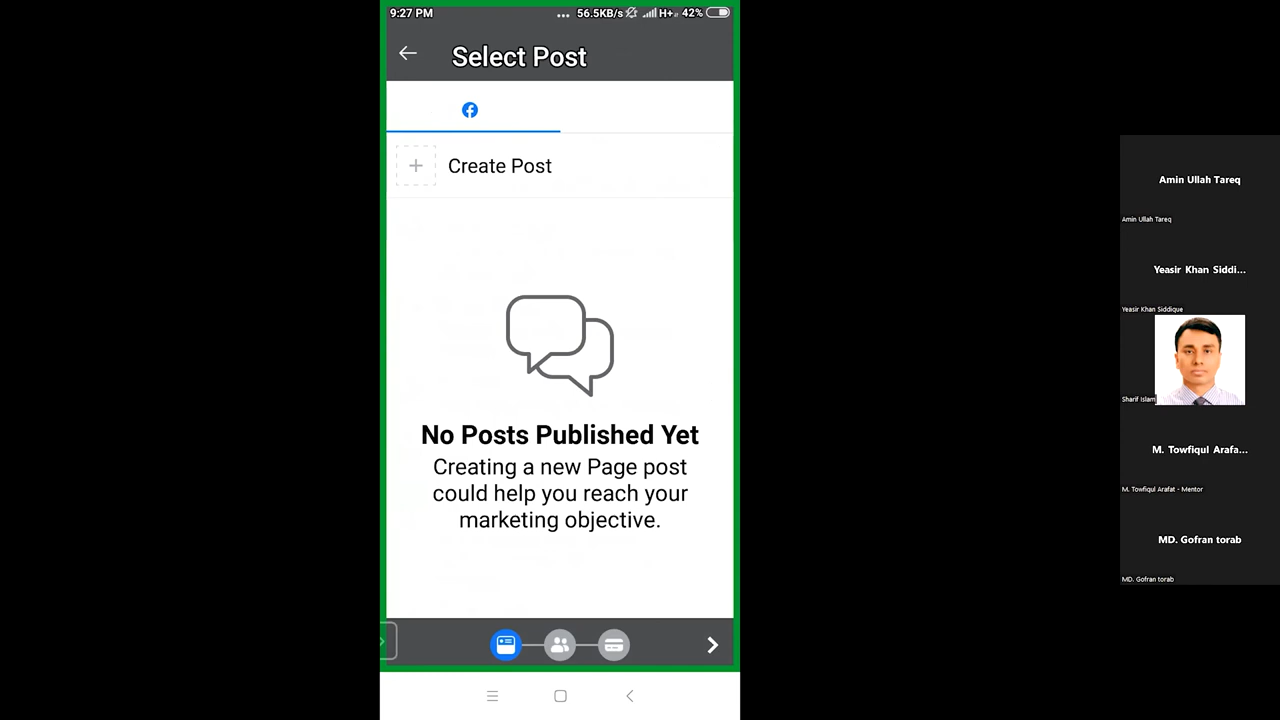 9:27 PM
... 56.5KB/s H+ 42%
Select Post
Create Post
No Posts Published Yet
Creating a new Page post
could help you reach your
marketing objective.
Amin Ullah Tareq
Amin Ullah Tareq
Yeasir Khan Siddi...
Yeasir Khan Siddique
Sharif Islam
M. Towfiqul Arafa...
M. Towfiqul Arafat - Mentor
MD. Gofran torab
MD. Gofran torab